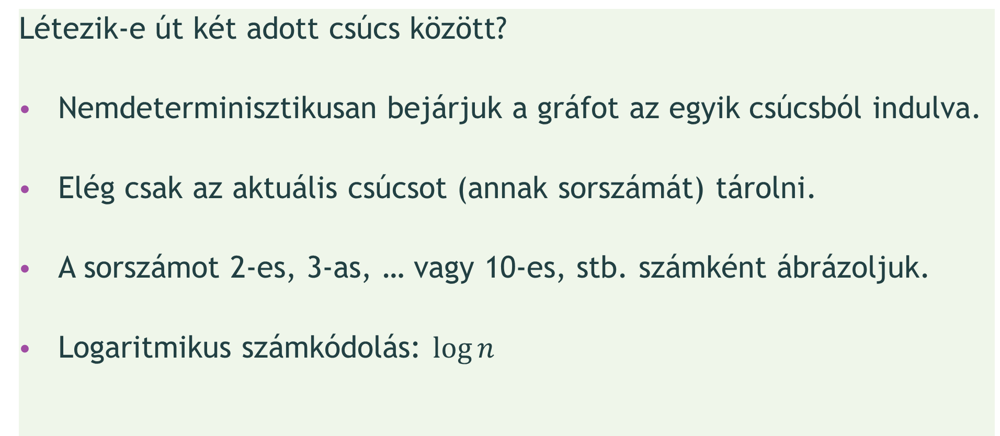 Létezik-e út két adott csúcs között?
• Nemdeterminisztikusan bejárjuk a gráfot az egyik csúcsból indulva.
• Elég csak az aktuális csúcsot (annak sorszámát) tárolni.
• A sorszámot 2-es, 3-as, … vagy 10-es, stb. számként ábrázoljuk.
• Logaritmikus számkódolás: log n